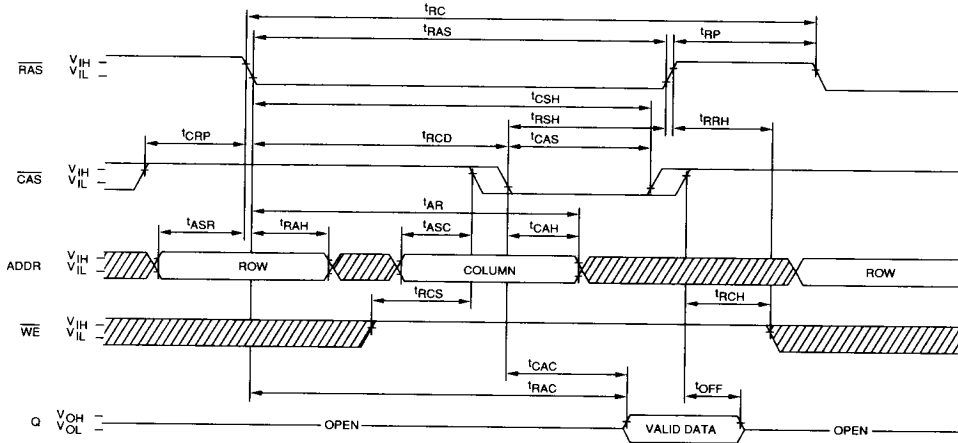 tRC
tRAS
tRP
RAS
VIH
VIL
tCSH
tRSH
tRRH
tCRP
tRCD
tCAS
CAS
VIH
VIL
tAR
tASR
tRAH
tASC
tCAH
ADDR
VIH
VIL
ROW
COLUMN
ROW
tRCS
tRCH
WE
VIH
VIL
tCAC
tRAC
tOFF
Q
VOH
VOL
OPEN
VALID DATA
OPEN